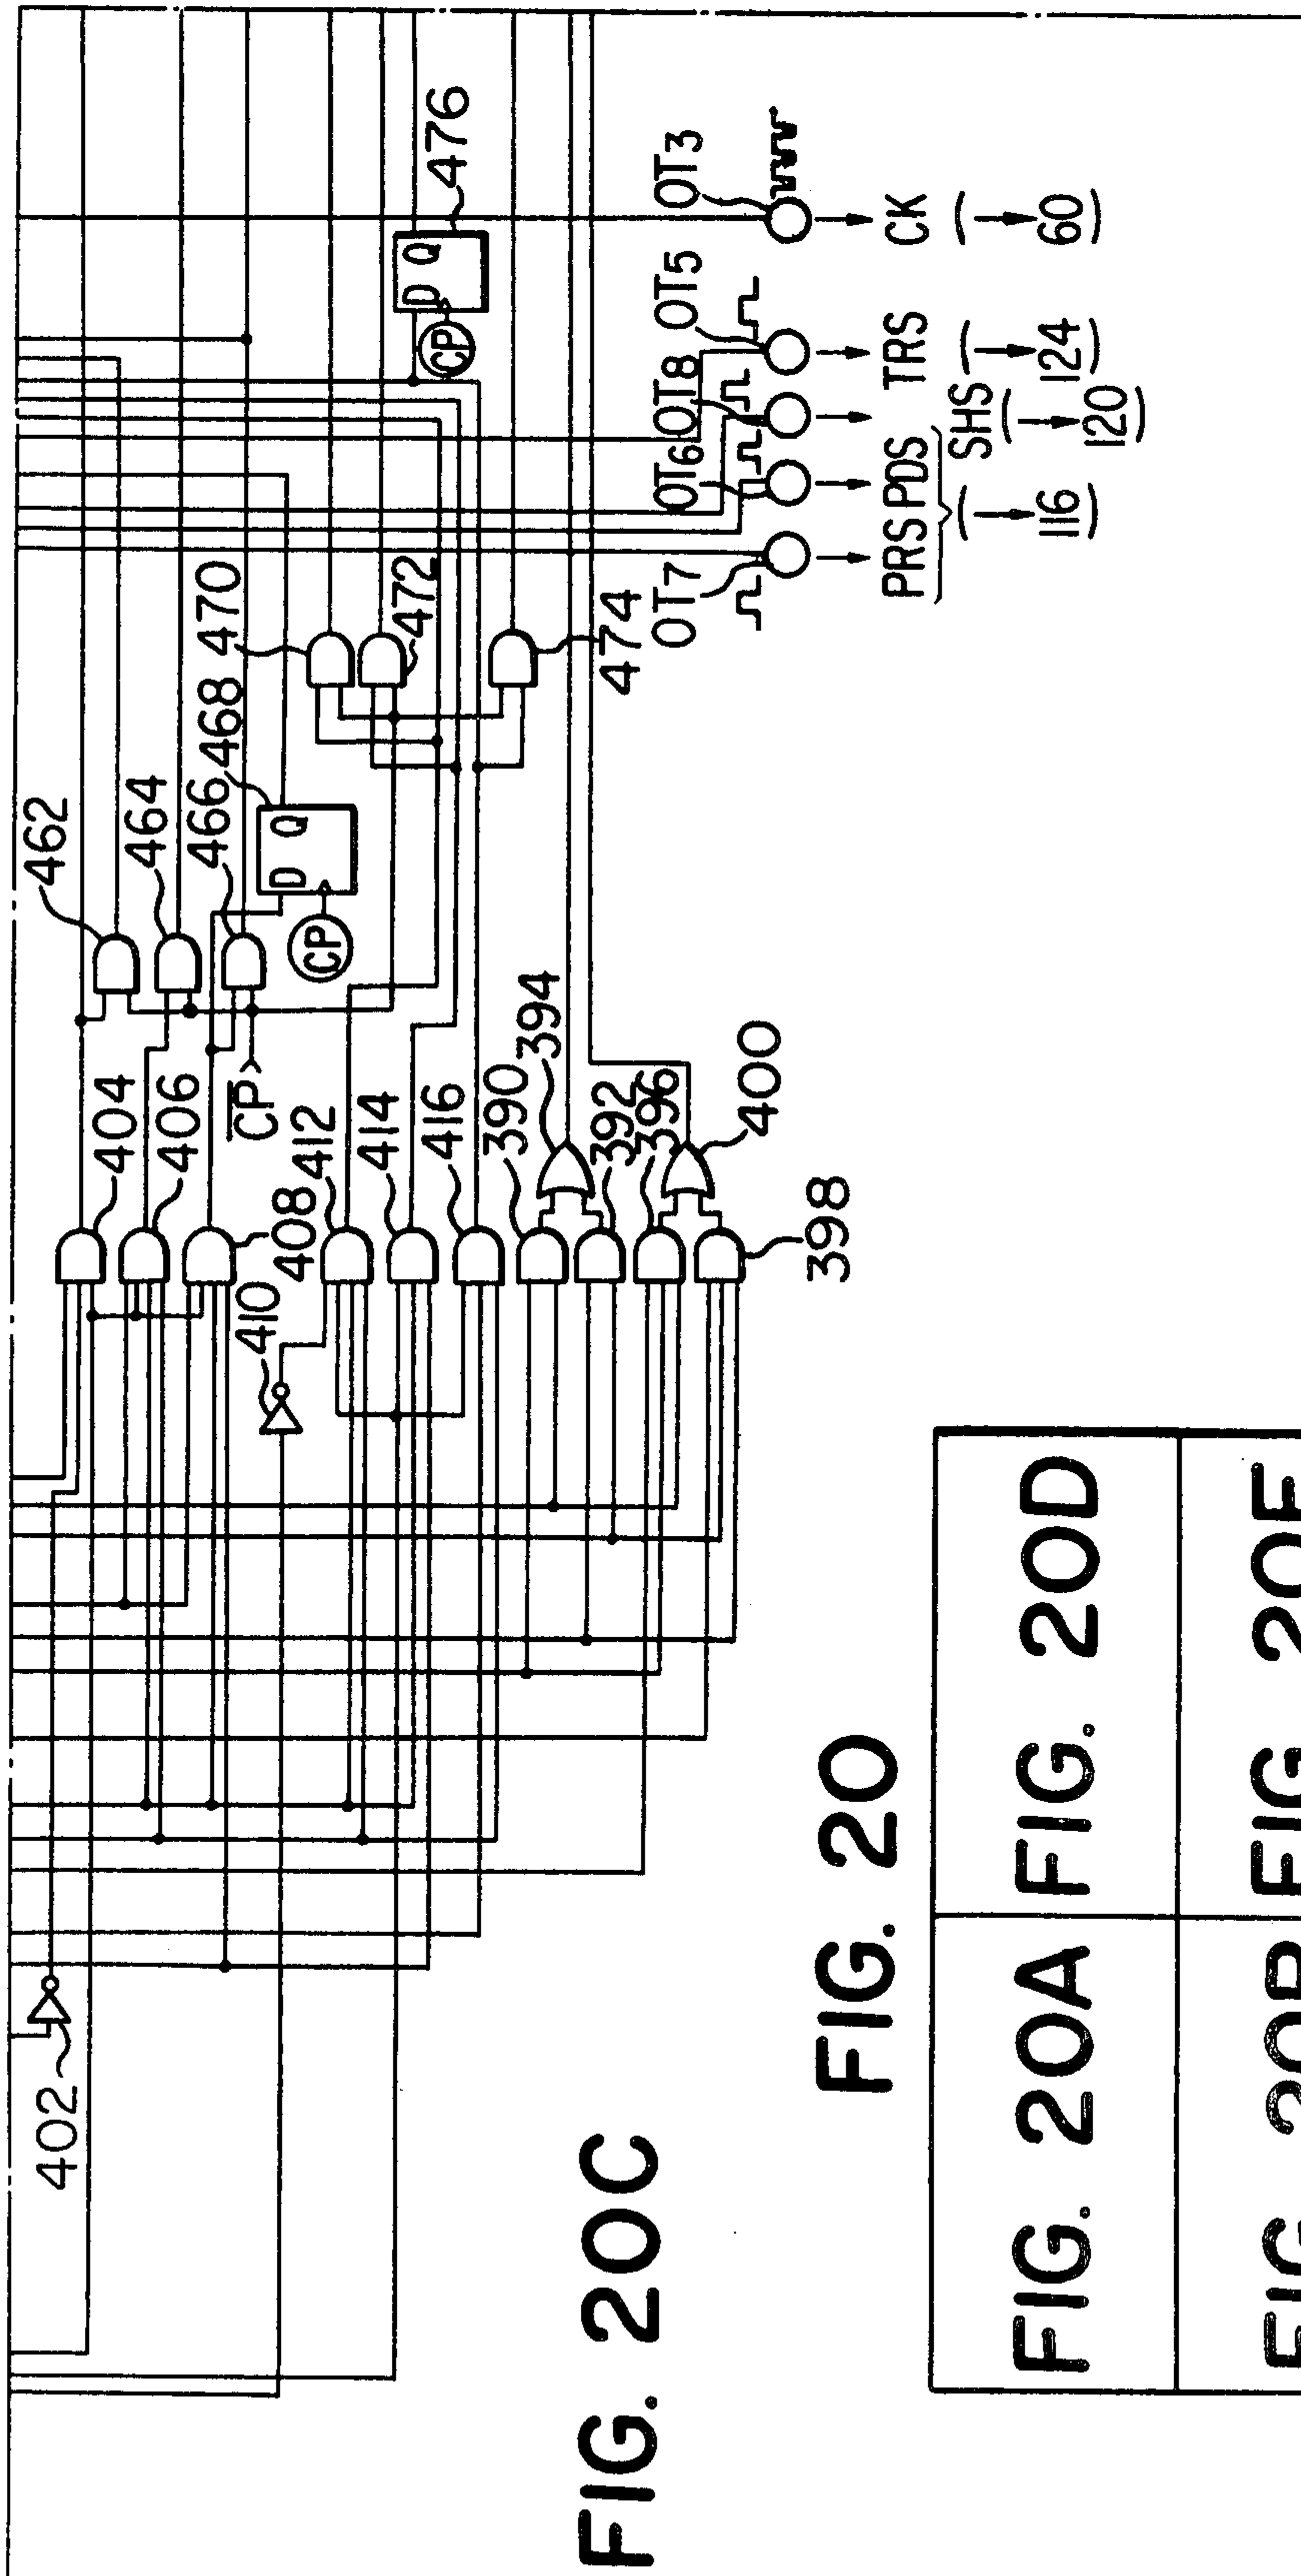 462
464
466
468
470
472
474
476
D Q
CP
D Q
CP
C̅P̅
404
406
408
410
412
414
416
390
394
392
396
400
398
402
OT7
OT6
OT8
OT5
OT3
PRS
PDS
SHS
TRS
CK
(→116)
(→120)
(→124)
(→60)
FIG. 20C
FIG. 20
FIG. 20A
FIG. 20D